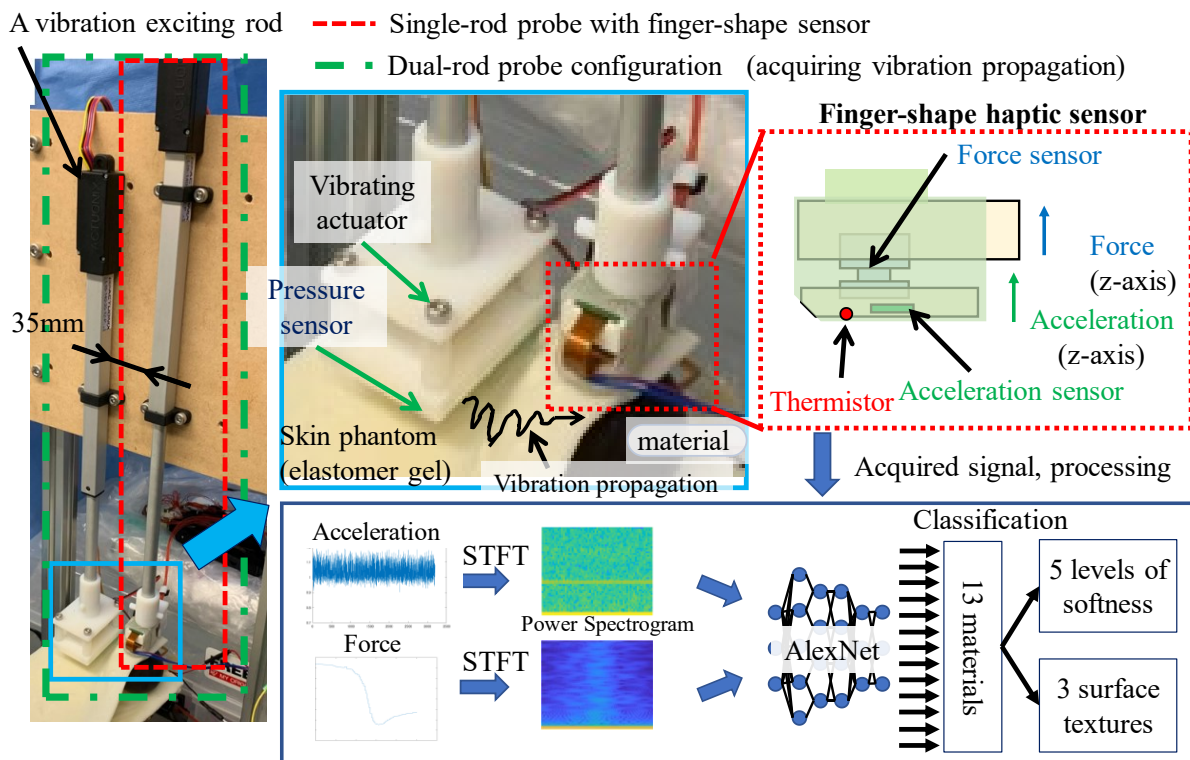 A vibration exciting rod
Single-rod probe with finger-shape sensor
Dual-rod probe configuration (acquiring vibration propagation)
35mm
Vibrating
actuator
Pressure
sensor
Skin phantom
(elastomer gel)
Vibration propagation
material
Finger-shape haptic sensor
Force sensor
Force
(z-axis)
Acceleration
(z-axis)
Acceleration sensor
Thermistor
Acquired signal, processing
Acceleration
STFT
Power Spectrogram
Force
STFT
AlexNet
Classification
13 materials
5 levels of
softness
3 surface
textures